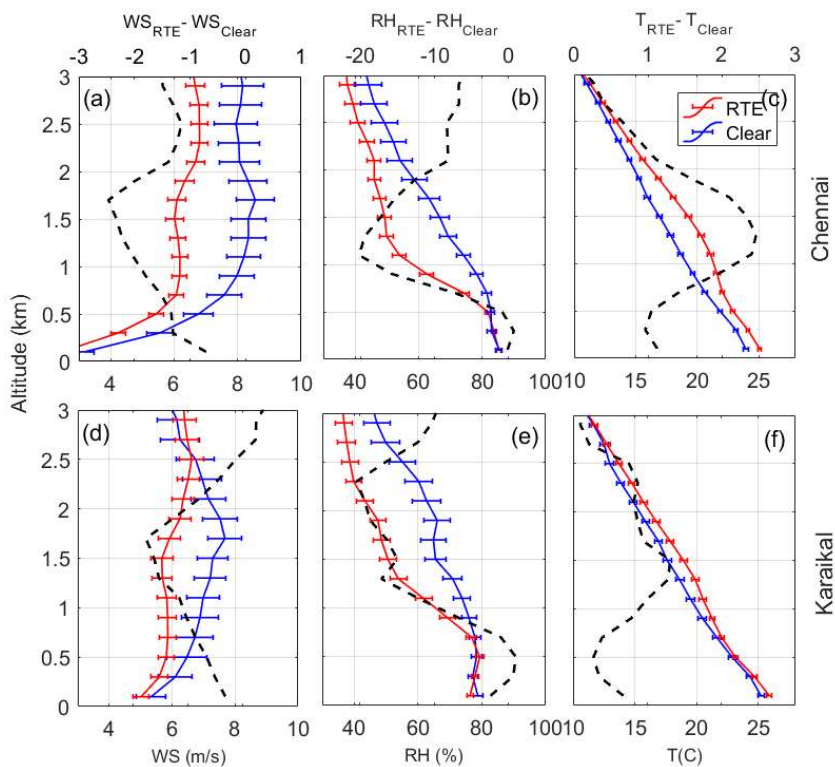 WS_RTE - WS_Clear RH_RTE - RH_Clear T_RTE - T_Clear
-3 -2 -1 0 1 -20 -10 0 0 1 2 3
3 (a) (b) (c)
RTE
Clear
2.5
2
1.5
1
0.5
0
4 6 8 10 40 60 80 100 10 15 20 25
Chennai
Altitude (km)
3 (d) (e) (f)
2.5
2
1.5
1
0.5
0
4 6 8 10 40 60 80 100 10 15 20 25
Karaikal
WS (m/s) RH (%) T(C)